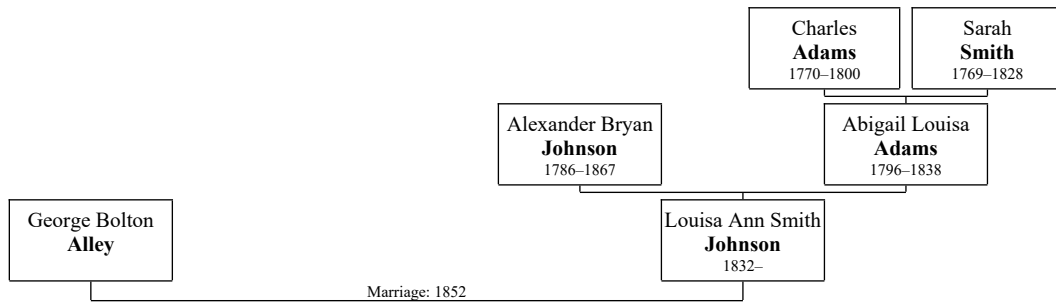 Charles
Adams
1770–1800
Sarah
Smith
1769–1828
Alexander Bryan
Johnson
1786–1867
Abigail Louisa
Adams
1796–1838
George Bolton
Alley
Louisa Ann Smith
Johnson
1832–
Marriage: 1852